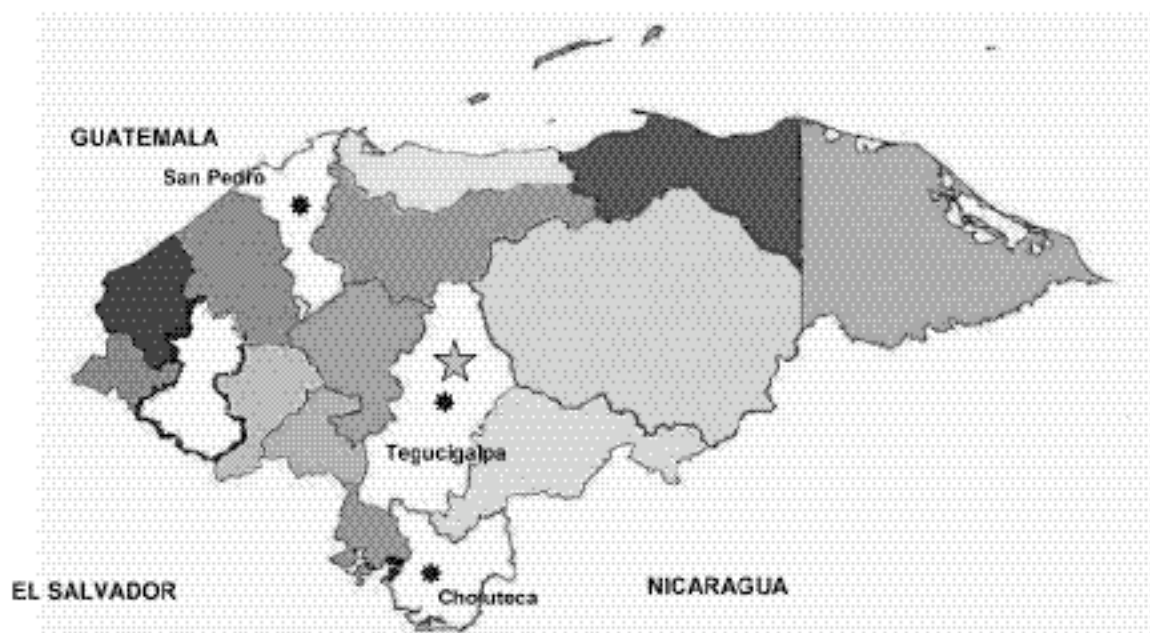 GUATEMALA
San Pedro
Tegucigalpa
EL SALVADOR
NICARAGUA
Choluteca